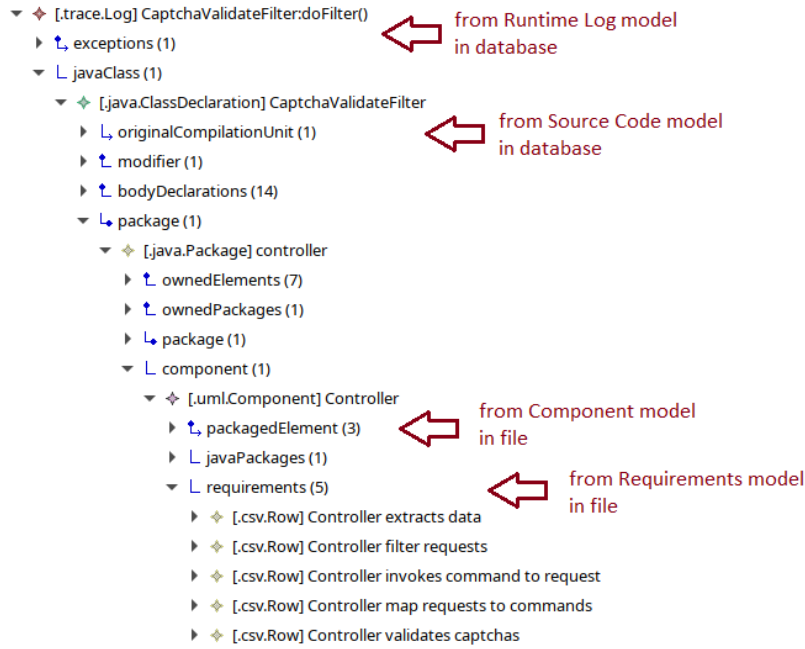 [.trace.Log] CaptchaValidateFilter:doFilter()
from Runtime Log model
in database
exceptions (1)
javaClass (1)
[.java.ClassDeclaration] CaptchaValidateFilter
from Source Code model
in database
originalCompilationUnit (1)
modifier (1)
bodyDeclarations (14)
package (1)
[.java.Package] controller
ownedElements (7)
ownedPackages (1)
package (1)
component (1)
[.uml.Component] Controller
from Component model
in file
packagedElement (3)
javaPackages (1)
from Requirements model
in file
requirements (5)
[.csv.Row] Controller extracts data
[.csv.Row] Controller filter requests
[.csv.Row] Controller invokes command to request
[.csv.Row] Controller map requests to commands
[.csv.Row] Controller validates captchas